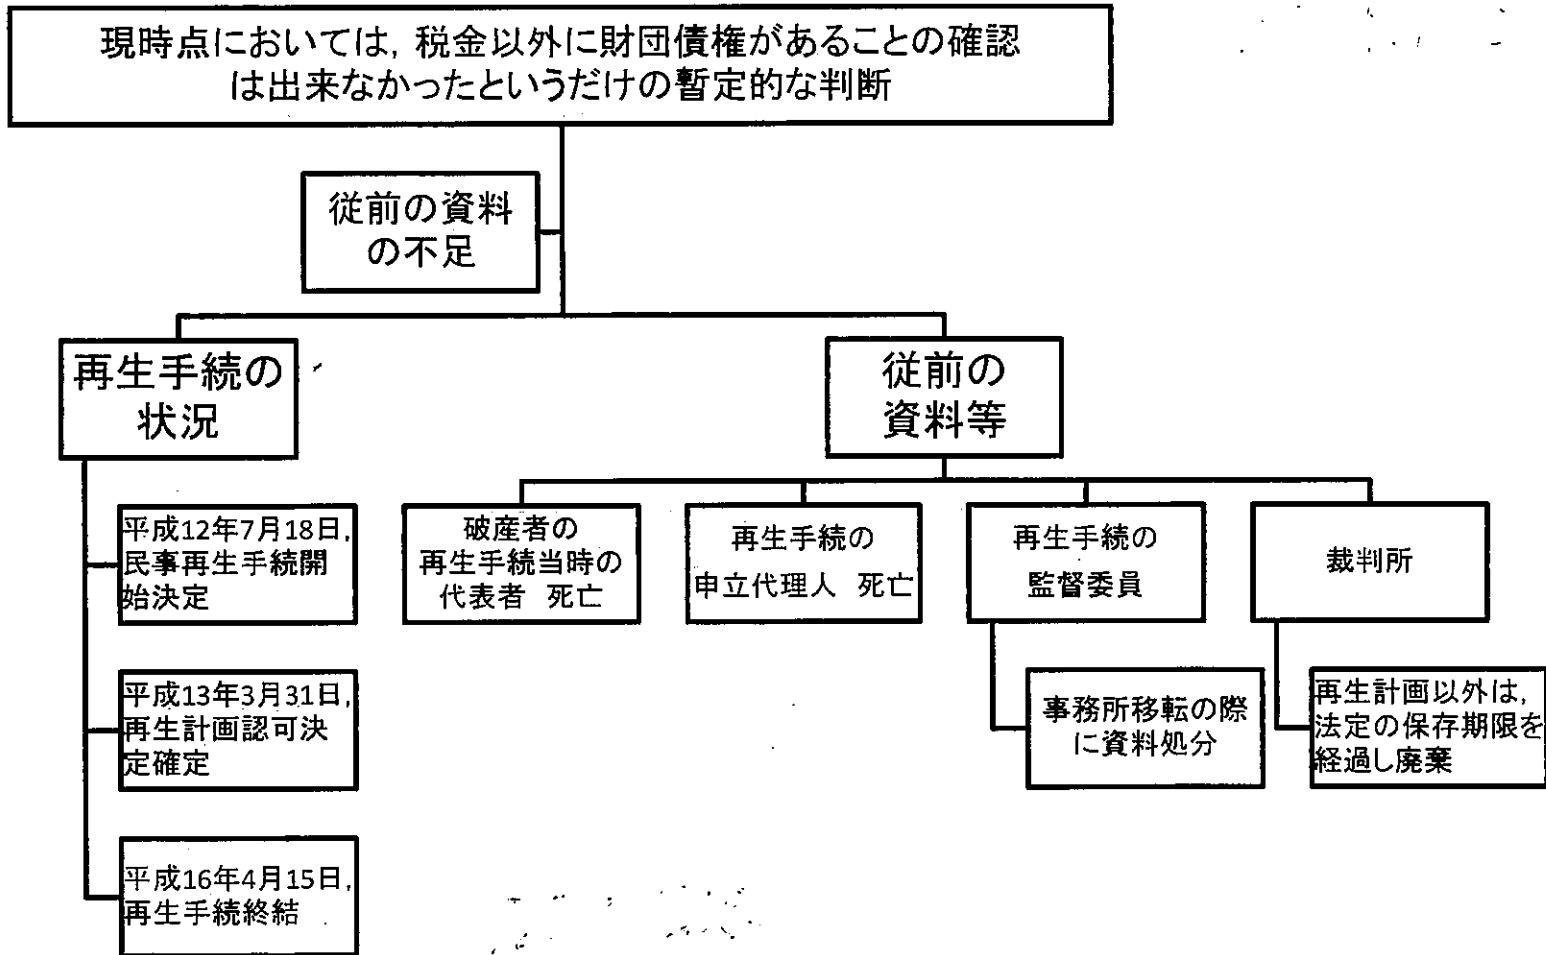 現時点においては,税金以外に財団債権があることの確認
は出来なかったというだけの暫定的な判断
従前の資料
の不足
再生手続の
状況
従前の
資料等
平成12年7月18日,
民事再生手続開
始決定
平成13年3月31日,
再生計画認可決
定確定
平成16年4月15日,
再生手続終結
破産者の
再生手続当時の
代表者 死亡
再生手続の
申立代理人 死亡
再生手続の
監督委員
事務所移転の際
に資料処分
裁判所
再生計画以外は,
法定の保存期限を
経過し廃棄